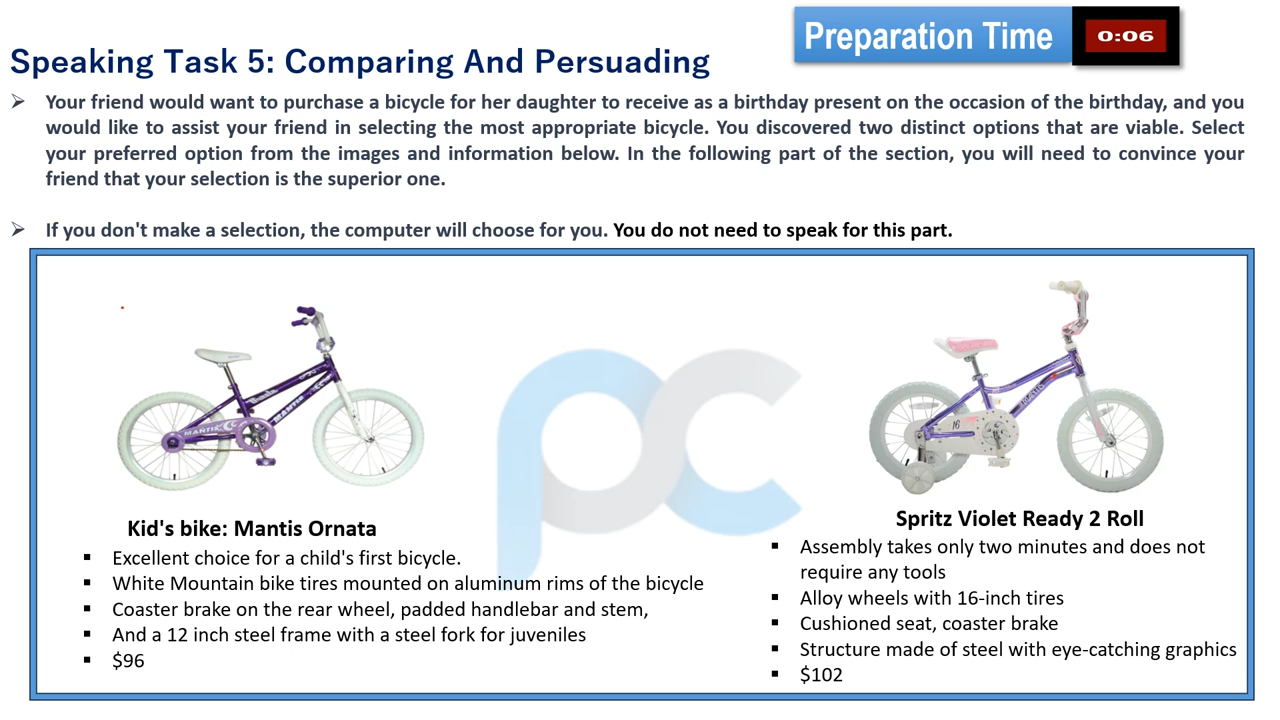 Preparation Time
0:06
Speaking Task 5: Comparing And Persuading
Your friend would want to purchase a bicycle for her daughter to receive as a birthday present on the occasion of the birthday, and you
would like to assist your friend in selecting the most appropriate bicycle. You discovered two distinct options that are viable. Select
your preferred option from the images and information below. In the following part of the section, you will need to convince your
friend that your selection is the superior one.
If you don't make a selection, the computer will choose for you. You do not need to speak for this part.
MANTIS
MANTIS
16
pc
Kid's bike: Mantis Ornata
Excellent choice for a child's first bicycle.
White Mountain bike tires mounted on aluminum rims of the bicycle
Coaster brake on the rear wheel, padded handlebar and stem,
And a 12 inch steel frame with a steel fork for juveniles
$96
Spritz Violet Ready 2 Roll
Assembly takes only two minutes and does not
require any tools
Alloy wheels with 16-inch tires
Cushioned seat, coaster brake
Structure made of steel with eye-catching graphics
$102